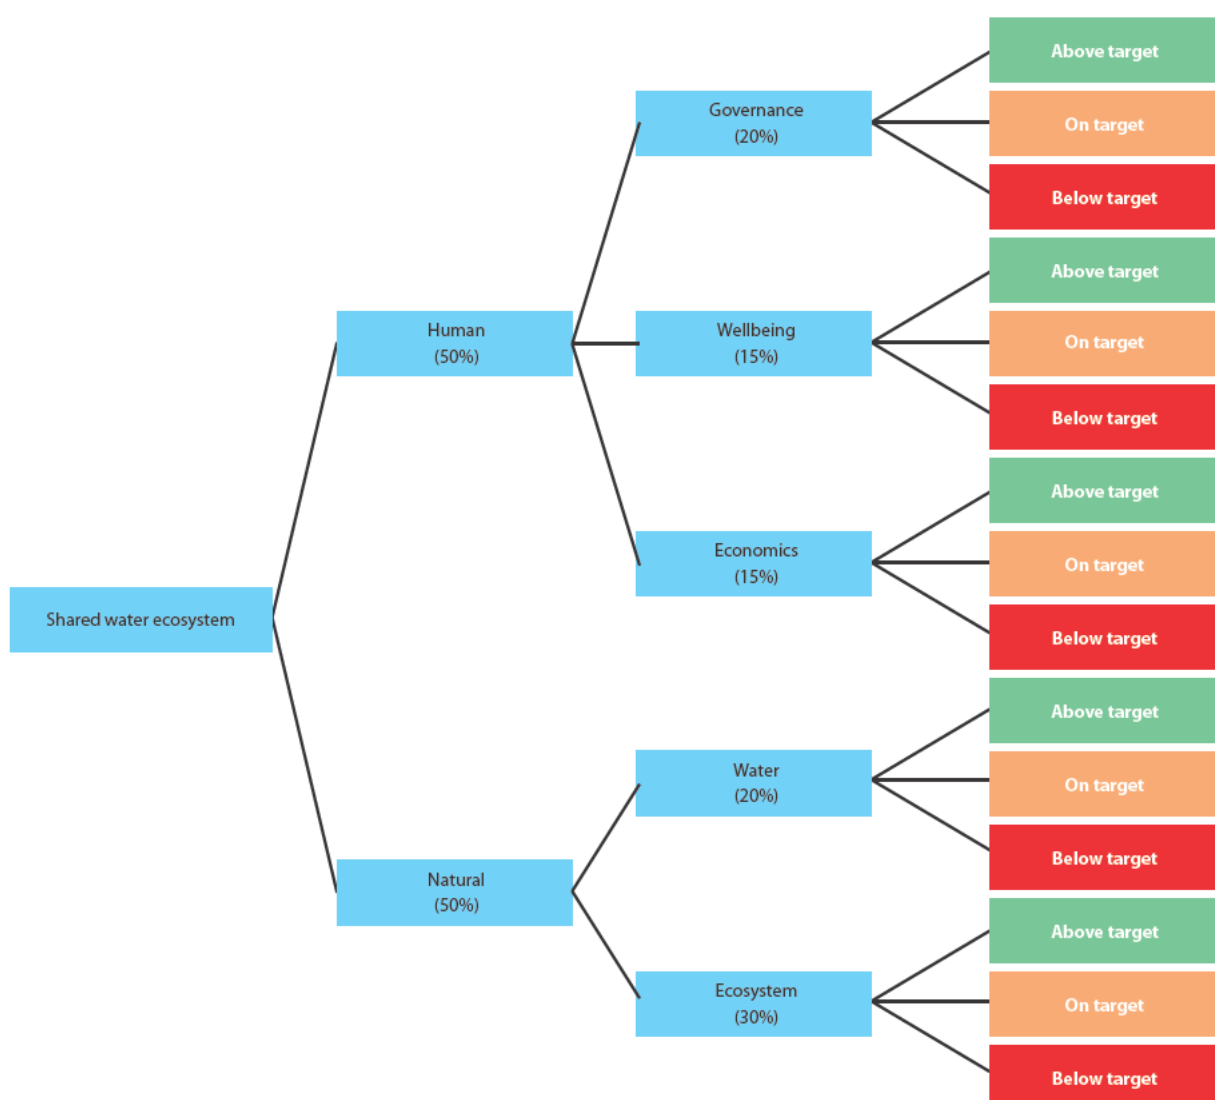 Shared water ecosystem
Human
(50%)
Natural
(50%)
Governance
(20%)
Wellbeing
(15%)
Economics
(15%)
Water
(20%)
Ecosystem
(30%)
Above target
On target
Below target
Above target
On target
Below target
Above target
On target
Below target
Above target
On target
Below target
Above target
On target
Below target